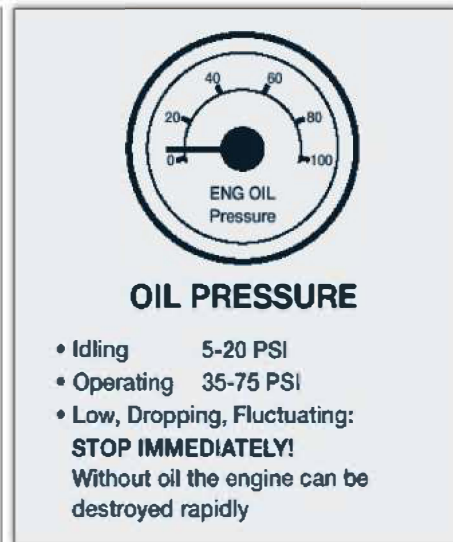 40 60
20 80
0 100
ENG OIL
Pressure
OIL PRESSURE
• Idling 5-20 PSI
• Operating 35-75 PSI
• Low, Dropping, Fluctuating:
STOP IMMEDIATELY!
Without oil the engine can be
destroyed rapidly